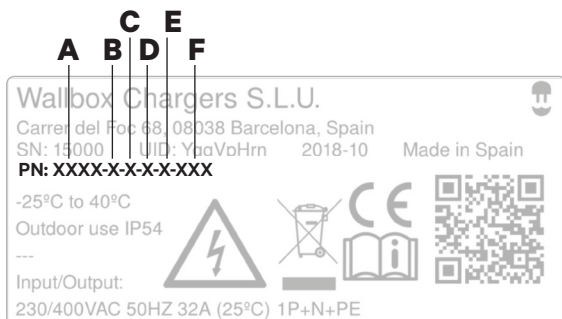 C E
A B D F
Wallbox Chargers S.L.U.
Carrer del Foc 68, 08038 Barcelona, Spain
SN: 15000 UID: YqqVpHrn 2018-10 Made in Spain
PN: XXXX-X-X-X-X-XXX
-25ºC to 40ºC
Outdoor use IP54
---
Input/Output:
230/400VAC 50HZ 32A (25ºC) 1P+N+PE
CE
i